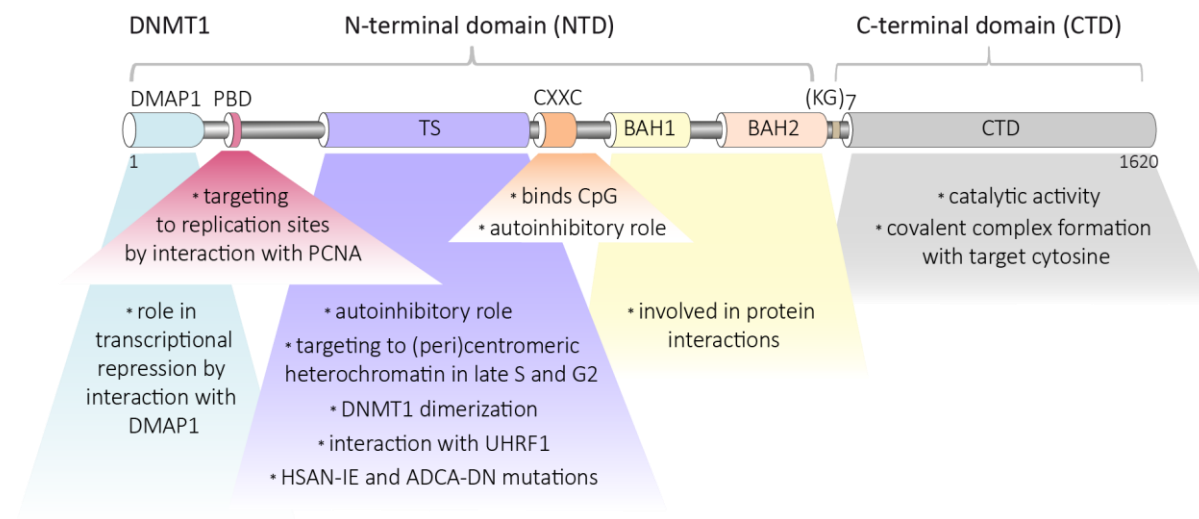 DNMT1
N-terminal domain (NTD)
C-terminal domain (CTD)
DMAP1
PBD
CXXC
(KG)7
TS
BAH1
BAH2
CTD
1
1620
* targeting
to replication sites
by interaction with PCNA
* binds CpG
* autoinhibitory role
* catalytic activity
* covalent complex formation
with target cytosine
* role in
transcriptional
repression by
interaction with
DMAP1
* autoinhibitory role
* targeting to (peri)centromeric
heterochromatin in late S and G2
* DNMT1 dimerization
* interaction with UHRF1
* HSAN-IE and ADCA-DN mutations
* involved in protein
interactions